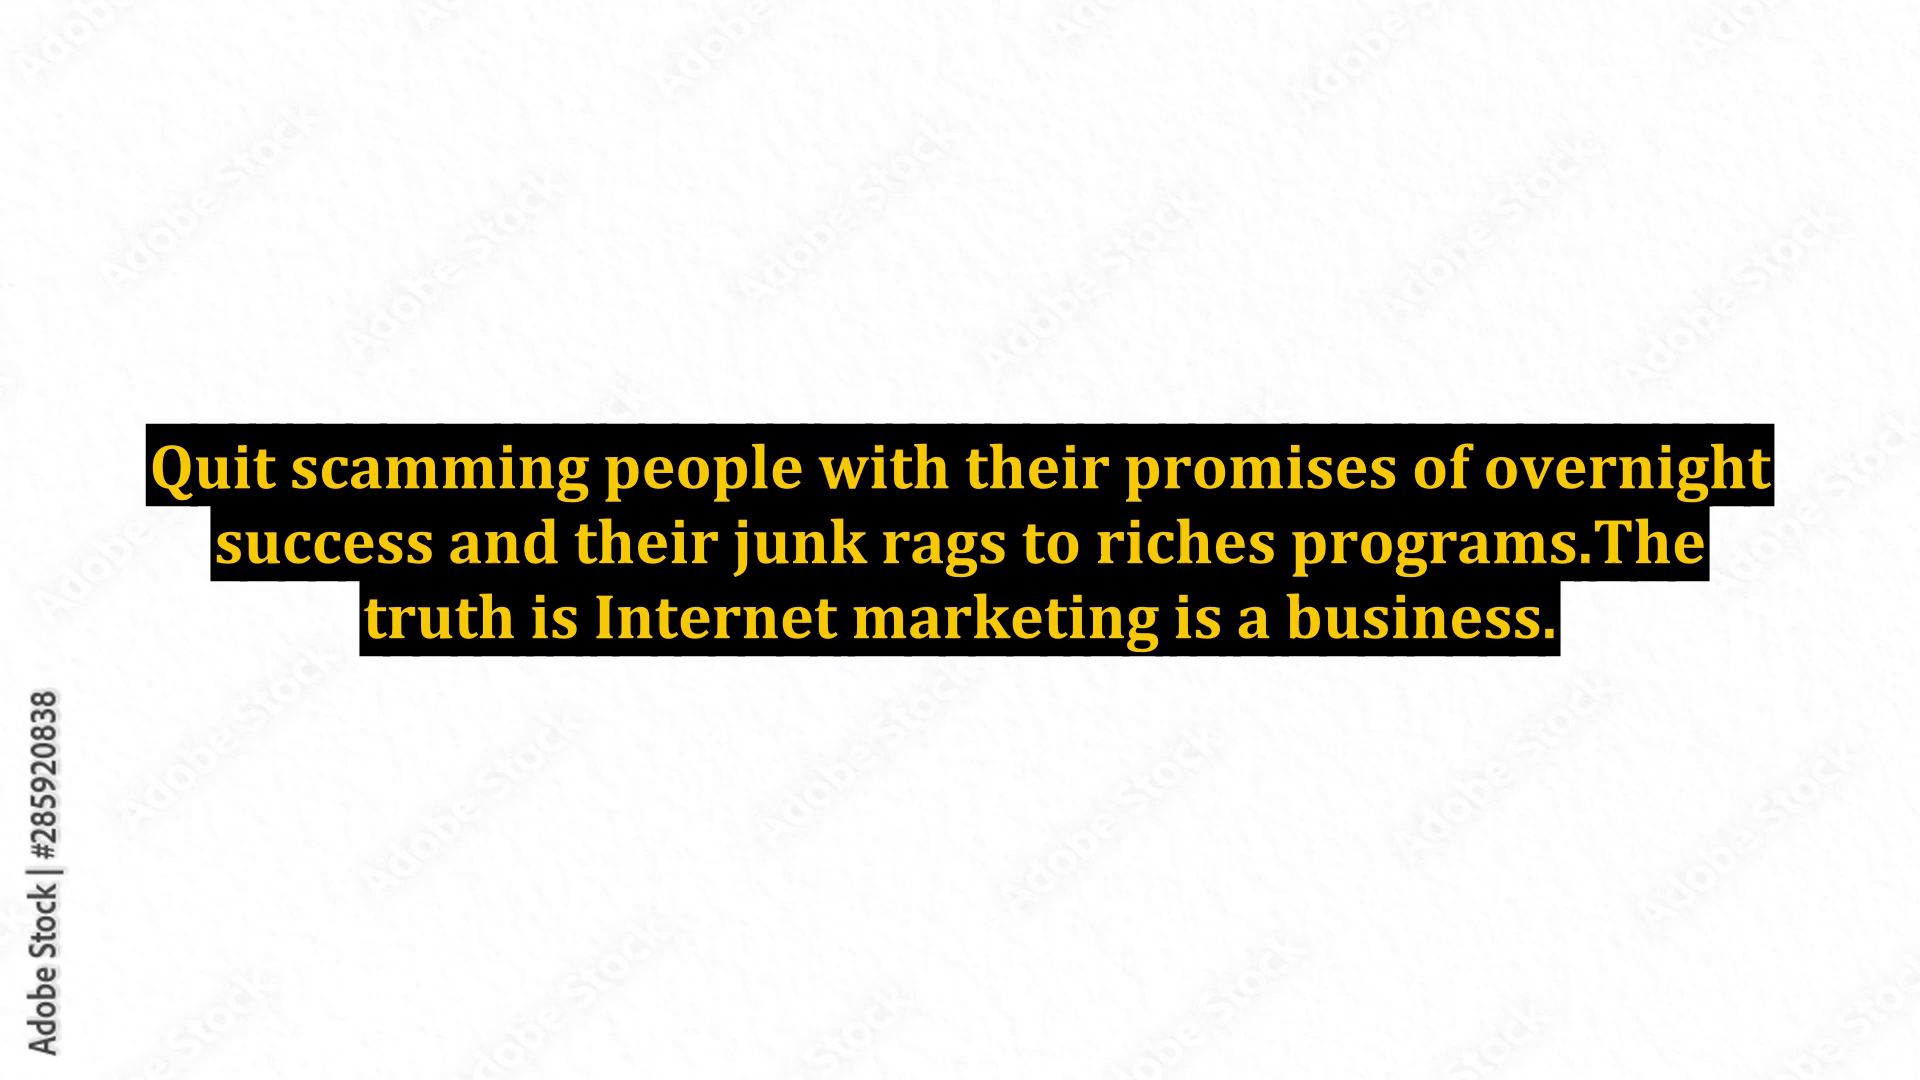 Quit scamming people with their promises of overnight
success and their junk rags to riches programs.The
truth is Internet marketing is a business.
Adobe Stock | #285920838